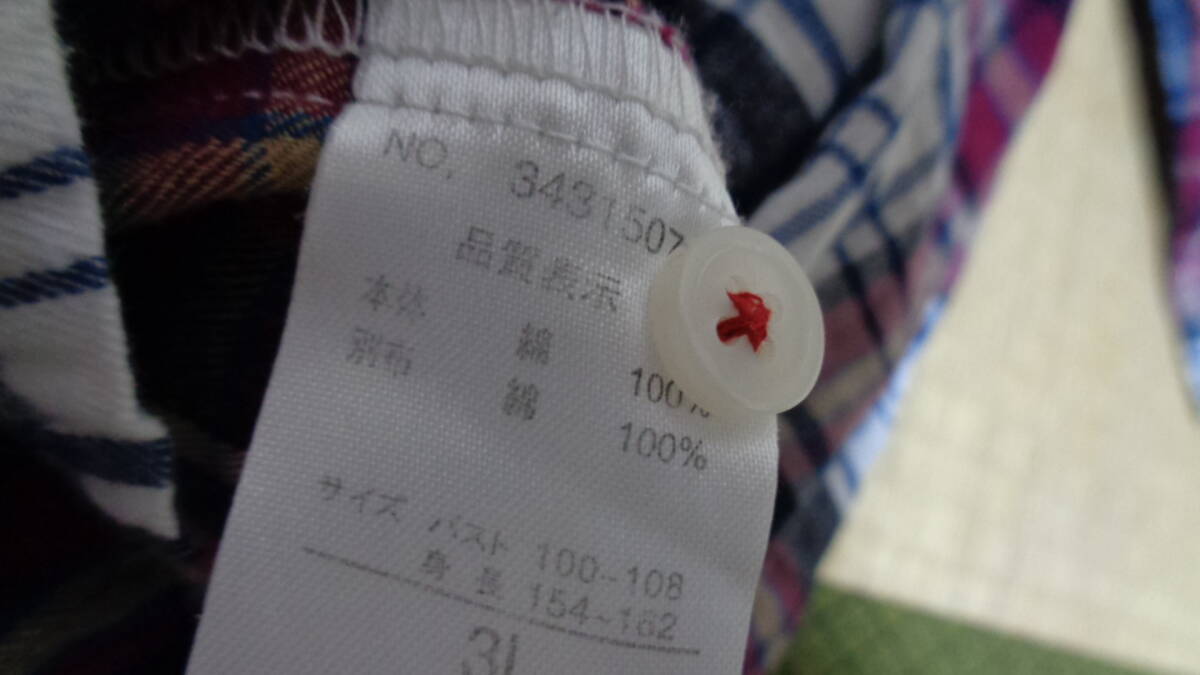 NO. 3431507
品質表示
本体 綿 100%
別布 綿 100%
サイズ バスト 100~108
身長 154~162
3L